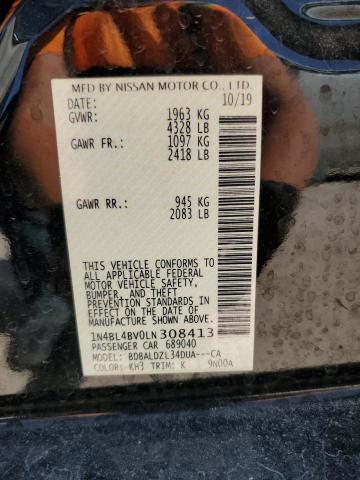 MFD BY NISSAN MOTOR CO., LTD
DATE: 10/19
GVWR: 1963 KG
4328 LB
GAWR FR.: 1097 KG
2418 LB
GAWR RR.: 945 KG
2083 LB
THIS VEHICLE CONFORMS TO
ALL APPLICABLE FEDERAL
MOTOR VEHICLE SAFETY,
BUMPER, AND THEFT
PREVENTION STANDARDS
IN EFFECT ON THE DATE OF
MANUFACTURE SHOWN ABOVE.
1N4BL4BV0LN308413
PASSENGER CAR 689040
MODEL: BDBALDZL34DUA---CA
COLOR: KH3 TRIM: K 9N00A